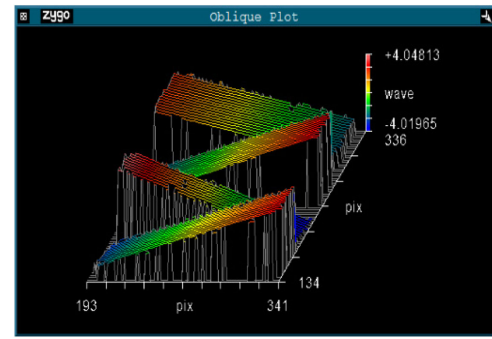 zygo Oblique Plot
+4.04813
wave
-4.01965
336
pix
134
193 pix 341